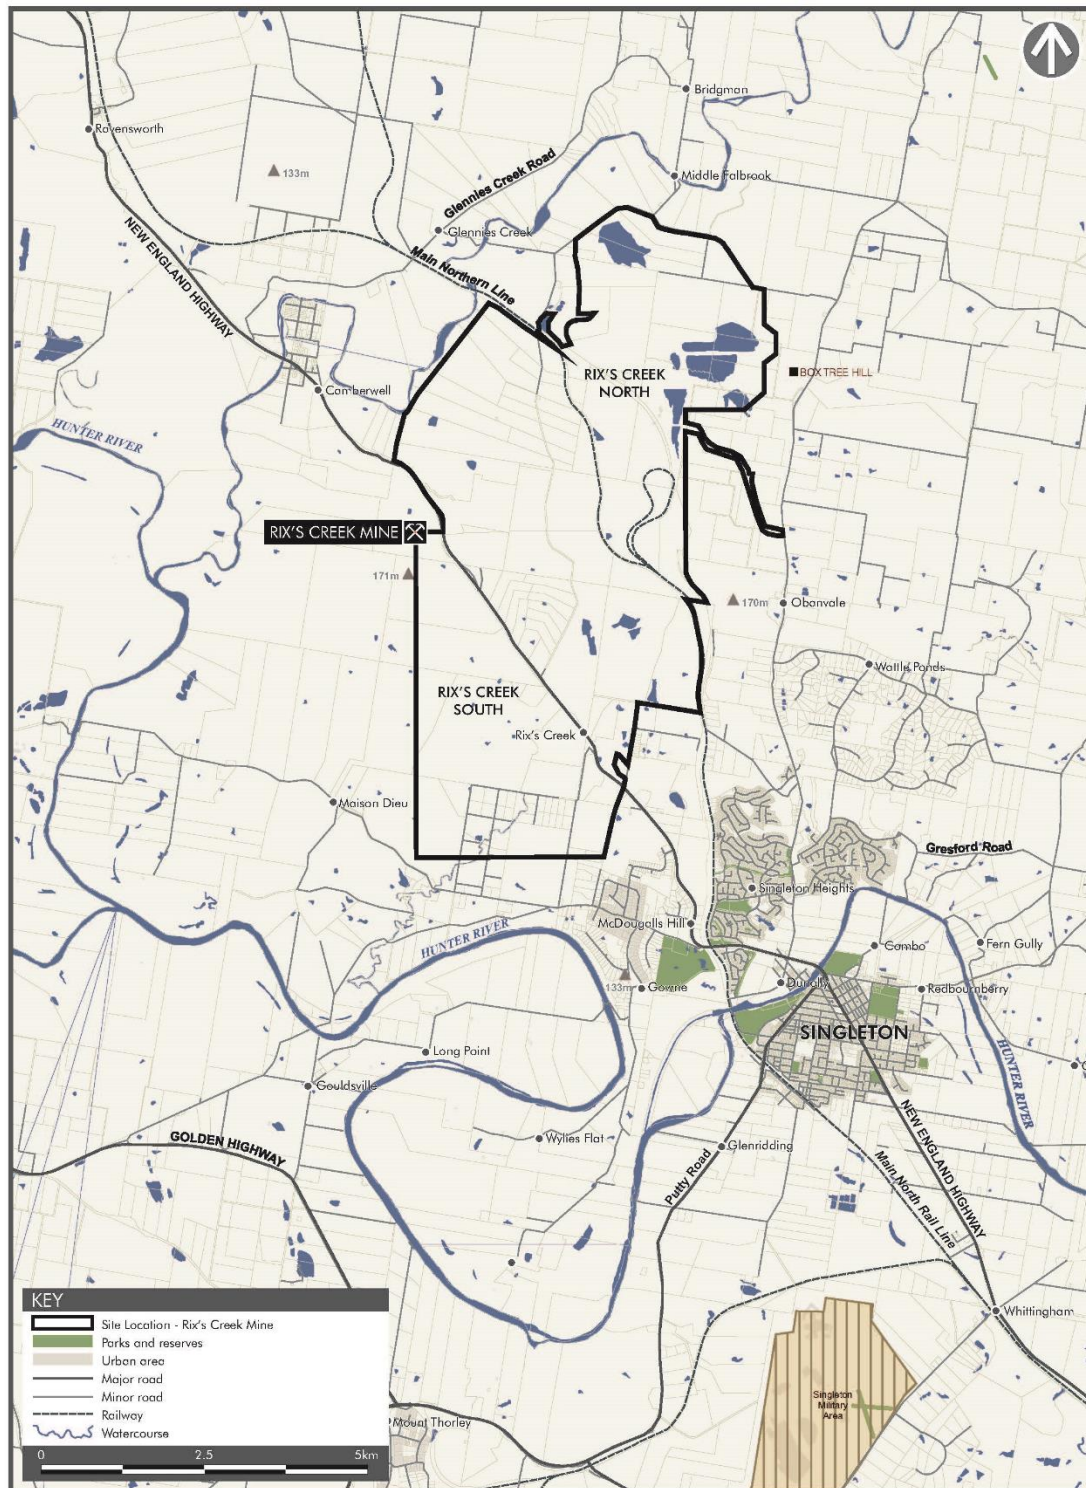 Bridgman
Ravensworth
133m
Glennies Creek Road
Middle Falbrook
Glennies Creek
NEW ENGLAND HIGHWAY
Main Northern Line
RIX'S CREEK
NORTH
BOX TREE HILL
Camberwell
HUNTER RIVER
RIX'S CREEK MINE
171m
170m
Obanvale
Wattle Ponds
RIX'S CREEK
SOUTH
Rix's Creek
Maison Dieu
Gresford Road
Singleton Heights
McDougalls Hill
HUNTER RIVER
Combo
Fern Gully
133m
Gowrie
Dunolly
Redbournberry
SINGLETON
Long Point
HUNTER RIVER
Gouldsville
GOLDEN HIGHWAY
Wylies Flat
Glenridding
Putty Road
NEW ENGLAND HIGHWAY
Main North Rail Line
Whittingham
Singleton
Military
Area
Mount Thorley
KEY
Site Location - Rix's Creek Mine
Parks and reserves
Urban area
Major road
Minor road
Railway
Watercourse
0 2.5 5km